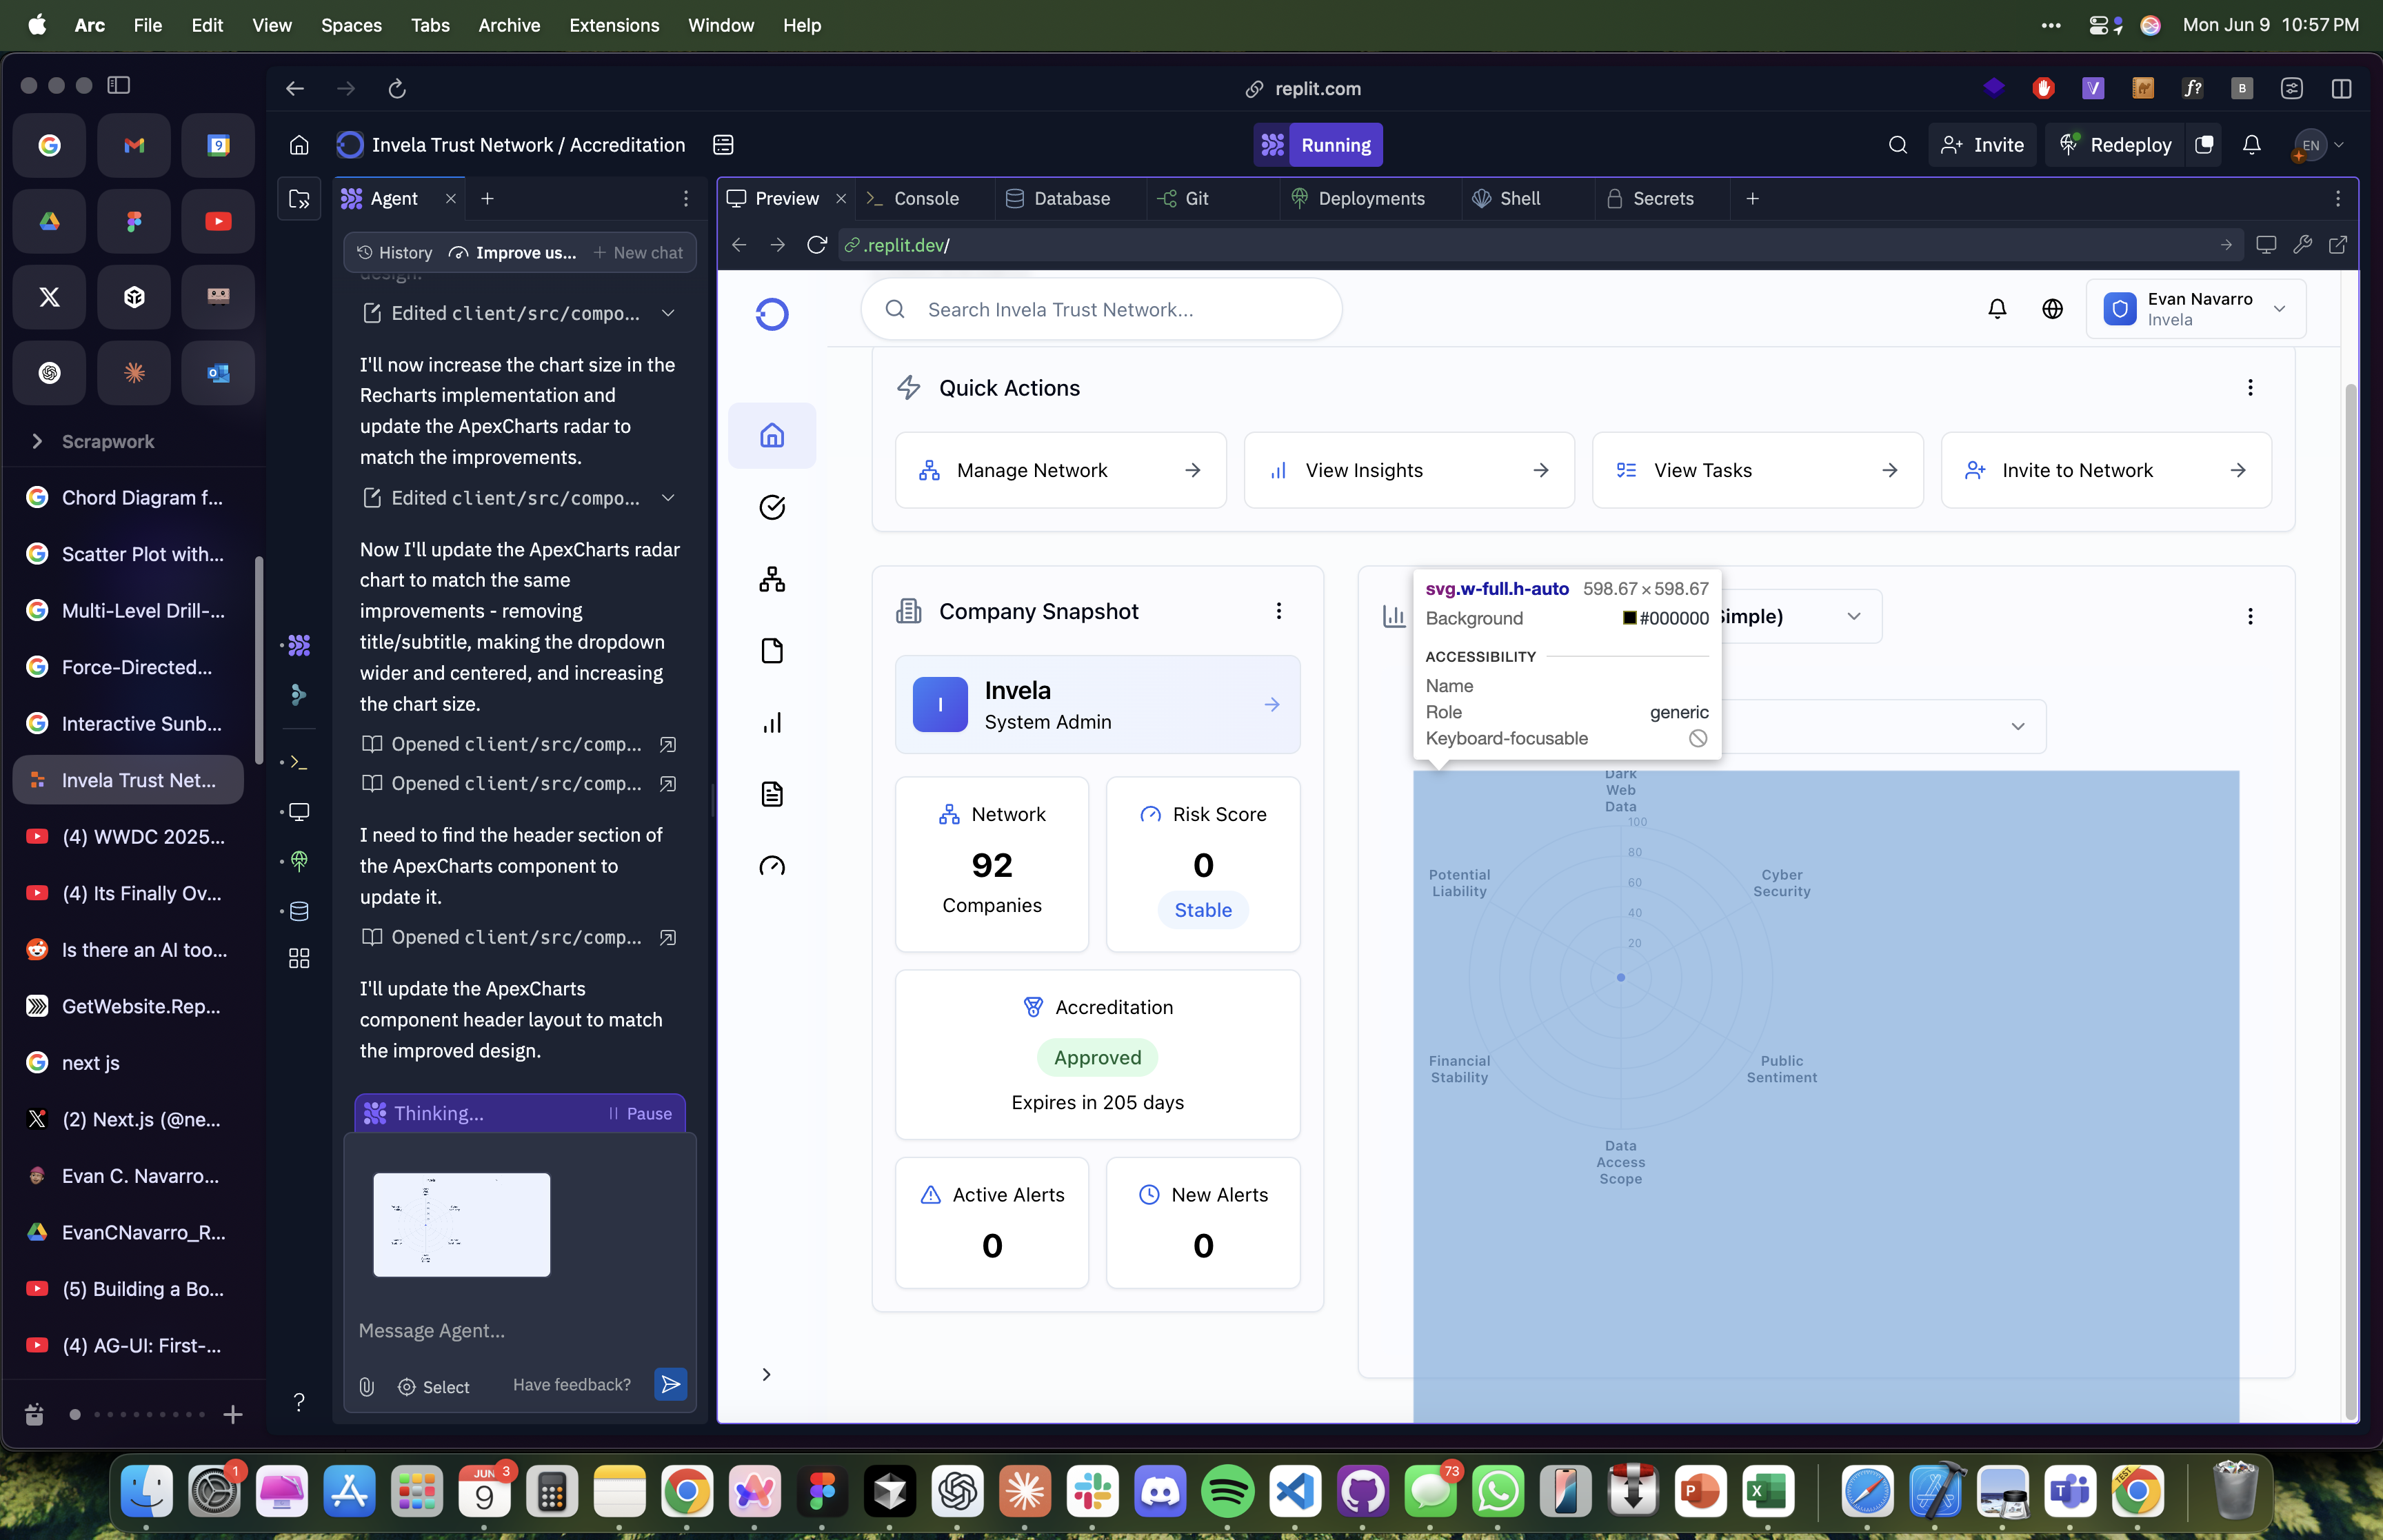 Arc File Edit View Spaces Tabs Archive Extensions Window Help
Mon Jun 9 10:57 PM
replit.com
Invela Trust Network / Accreditation
Running
Invite
Redeploy
EN
Scrapwork
Chord Diagram f...
Scatter Plot with...
Multi-Level Drill-...
Force-Directed...
Interactive Sunb...
Invela Trust Net...
(4) WWDC 2025...
(4) Its Finally Ov...
Is there an AI too...
GetWebsite.Rep...
next js
(2) Next.js (@ne...
Evan C. Navarro...
EvanCNavarro_R...
(5) Building a Bo...
(4) AG-UI: First-...
Agent
History Improve us... + New chat
design.
Edited client/src/compo...
I'll now increase the chart size in the
Recharts implementation and
update the ApexCharts radar to
match the improvements.
Edited client/src/compo...
Now I'll update the ApexCharts radar
chart to match the same
improvements - removing
title/subtitle, making the dropdown
wider and centered, and increasing
the chart size.
Opened client/src/comp...
Opened client/src/comp...
I need to find the header section of
the ApexCharts component to
update it.
Opened client/src/comp...
I'll update the ApexCharts
component header layout to match
the improved design.
Thinking...
Pause
Message Agent...
Select
Have feedback?
Preview Console Database Git Deployments Shell Secrets
.replit.dev/
Search Invela Trust Network...
Evan Navarro
Invela
Quick Actions
Manage Network
View Insights
View Tasks
Invite to Network
Company Snapshot
I
Invela
System Admin
Network
92
Companies
Risk Score
0
Stable
Accreditation
Approved
Expires in 205 days
Active Alerts
0
New Alerts
0
svg.w-full.h-auto 598.67 × 598.67
Background #000000
ACCESSIBILITY
Name
Role generic
Keyboard-focusable
Simple)
Dark
Web
Data
100
80
60
40
20
Potential
Liability
Cyber
Security
Financial
Stability
Public
Sentiment
Data
Access
Scope
1
JUN
9
3
73
TEST